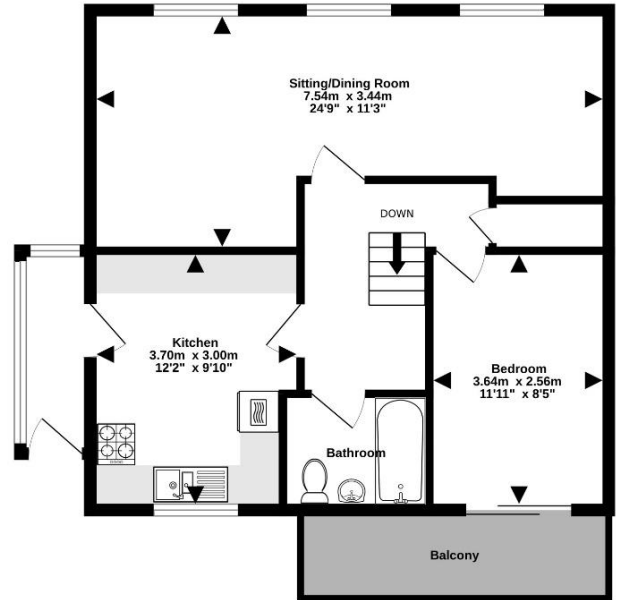 Sitting/Dining Room
7.54m x 3.44m
24'9" x 11'3"
DOWN
Kitchen
3.70m x 3.00m
12'2" x 9'10"
Bedroom
3.64m x 2.56m
11'11" x 8'5"
Bathroom
Balcony